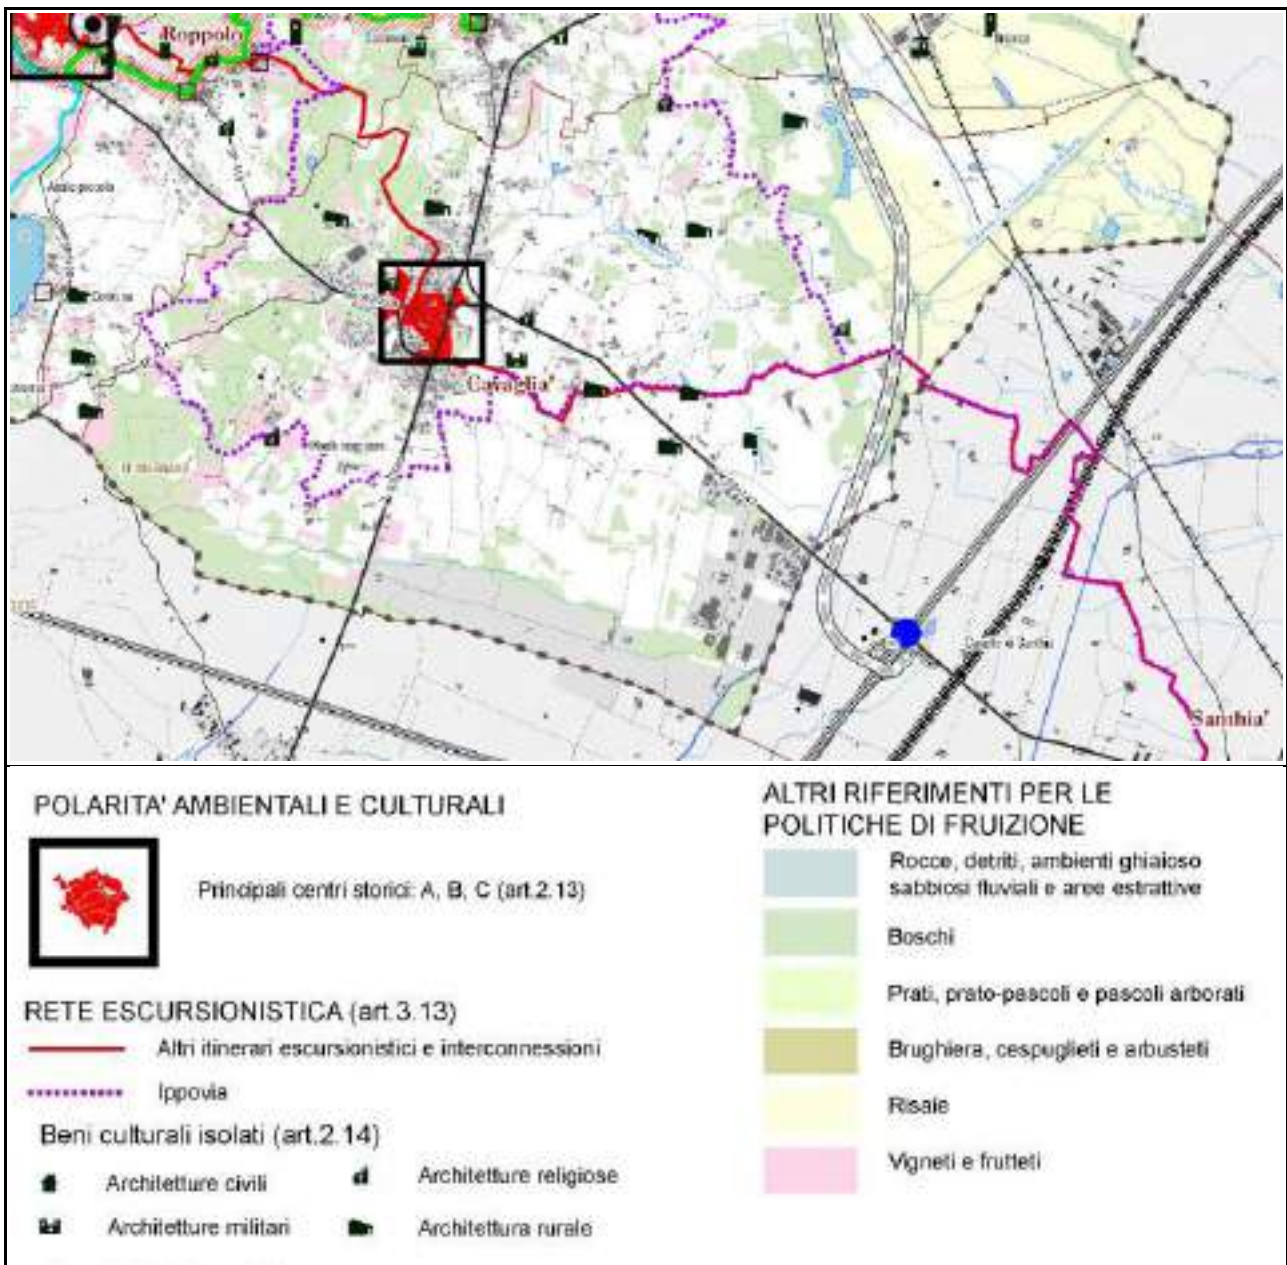 Roppolo
Cavaglia'
Santhia'
POLARITA' AMBIENTALI E CULTURALI
Principali centri storici: A, B, C (art.2.13)
RETE ESCURSIONISTICA (art.3.13)
Altri itinerari escursionistici e interconnessioni
Ippovia
Beni culturali isolati (art.2.14)
Architetture civili
Architetture religiose
Architetture militari
Architettura rurale
ALTRI RIFERIMENTI PER LE
POLITICHE DI FRUIZIONE
Rocce, detriti, ambienti ghiaioso
sabbiosi fluviali e aree estrattive
Boschi
Prati, prato-pascoli e pascoli arborati
Brughiera, cespuglieti e arbusteti
Risaie
Vigneti e frutteti